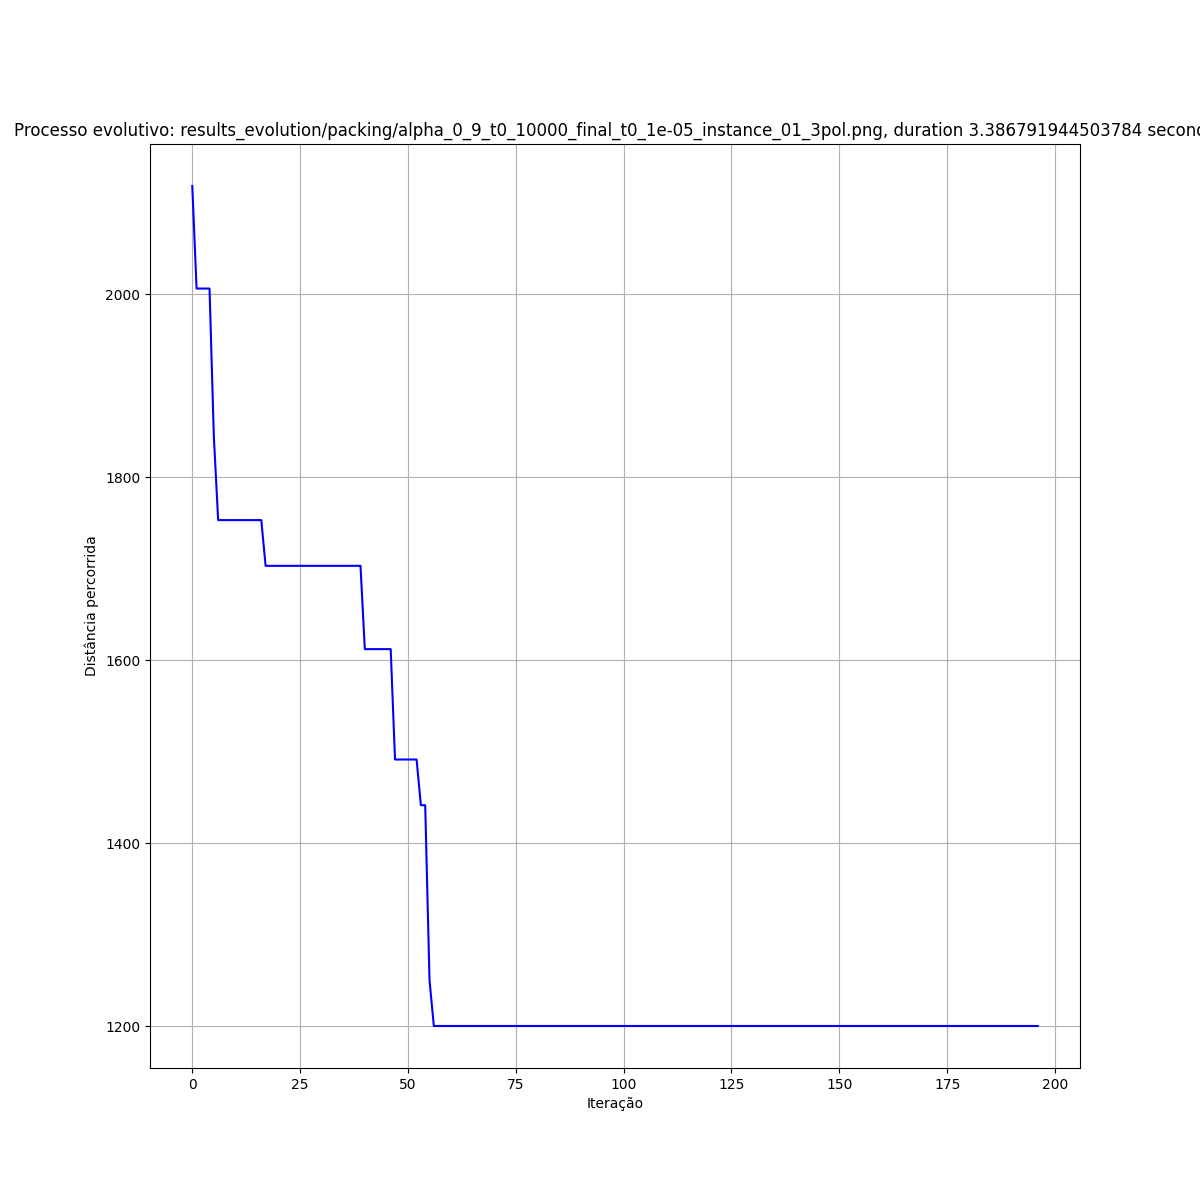 Processo evolutivo: results_evolution/packing/alpha_0_9_t0_10000_final_t0_1e-05_instance_01_3pol.png, duration 3.386791944503784
2000
1800
1600
1400
1200
Distância percorrida
0 25 50 75 100 125 150 175 200
Iteração